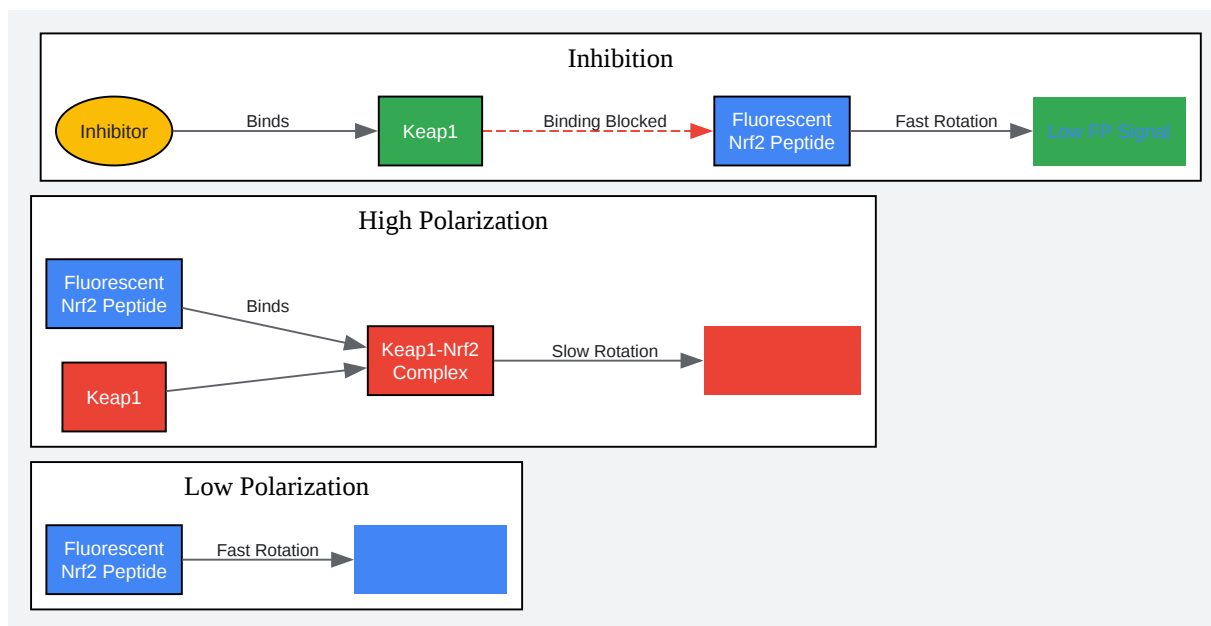 Inhibition
Inhibitor
Binds
Keap1
Binding Blocked
Fluorescent
Nrf2 Peptide
Fast Rotation
Low FP Signal
High Polarization
Fluorescent
Nrf2 Peptide
Binds
Keap1
Keap1-Nrf2
Complex
Slow Rotation
Low Polarization
Fluorescent
Nrf2 Peptide
Fast Rotation